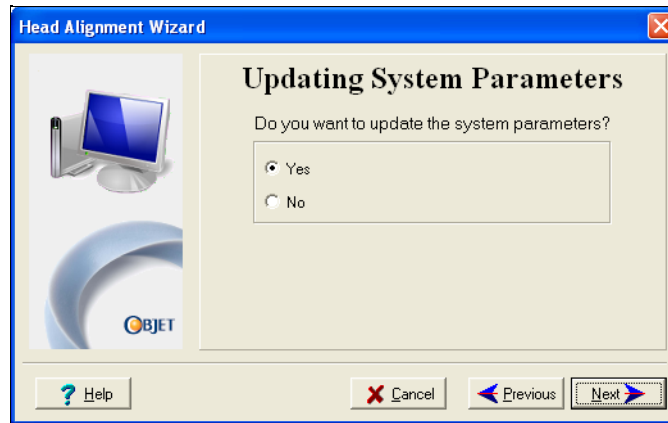 Head Alignment Wizard
Updating System Parameters
Do you want to update the system parameters?
Yes
No
OBJET
? Help
Cancel
Previous
Next